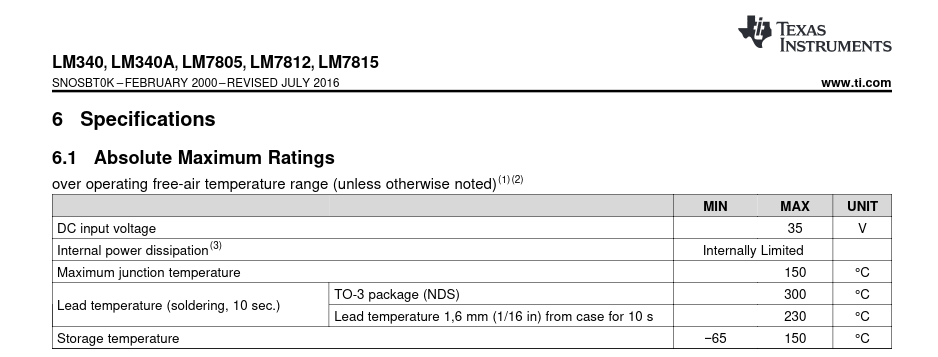 TEXAS
INSTRUMENTS
LM340, LM340A, LM7805, LM7812, LM7815
SNOSBT0K –FEBRUARY 2000–REVISED JULY 2016 www.ti.com
6 Specifications
6.1 Absolute Maximum Ratings
over operating free-air temperature range (unless otherwise noted)(1)(2)
MIN MAX UNIT
DC input voltage 35 V
Internal power dissipation(3) Internally Limited
Maximum junction temperature 150 °C
Lead temperature (soldering, 10 sec.) TO-3 package (NDS) 300 °C
Lead temperature 1,6 mm (1/16 in) from case for 10 s 230 °C
Storage temperature −65 150 °C